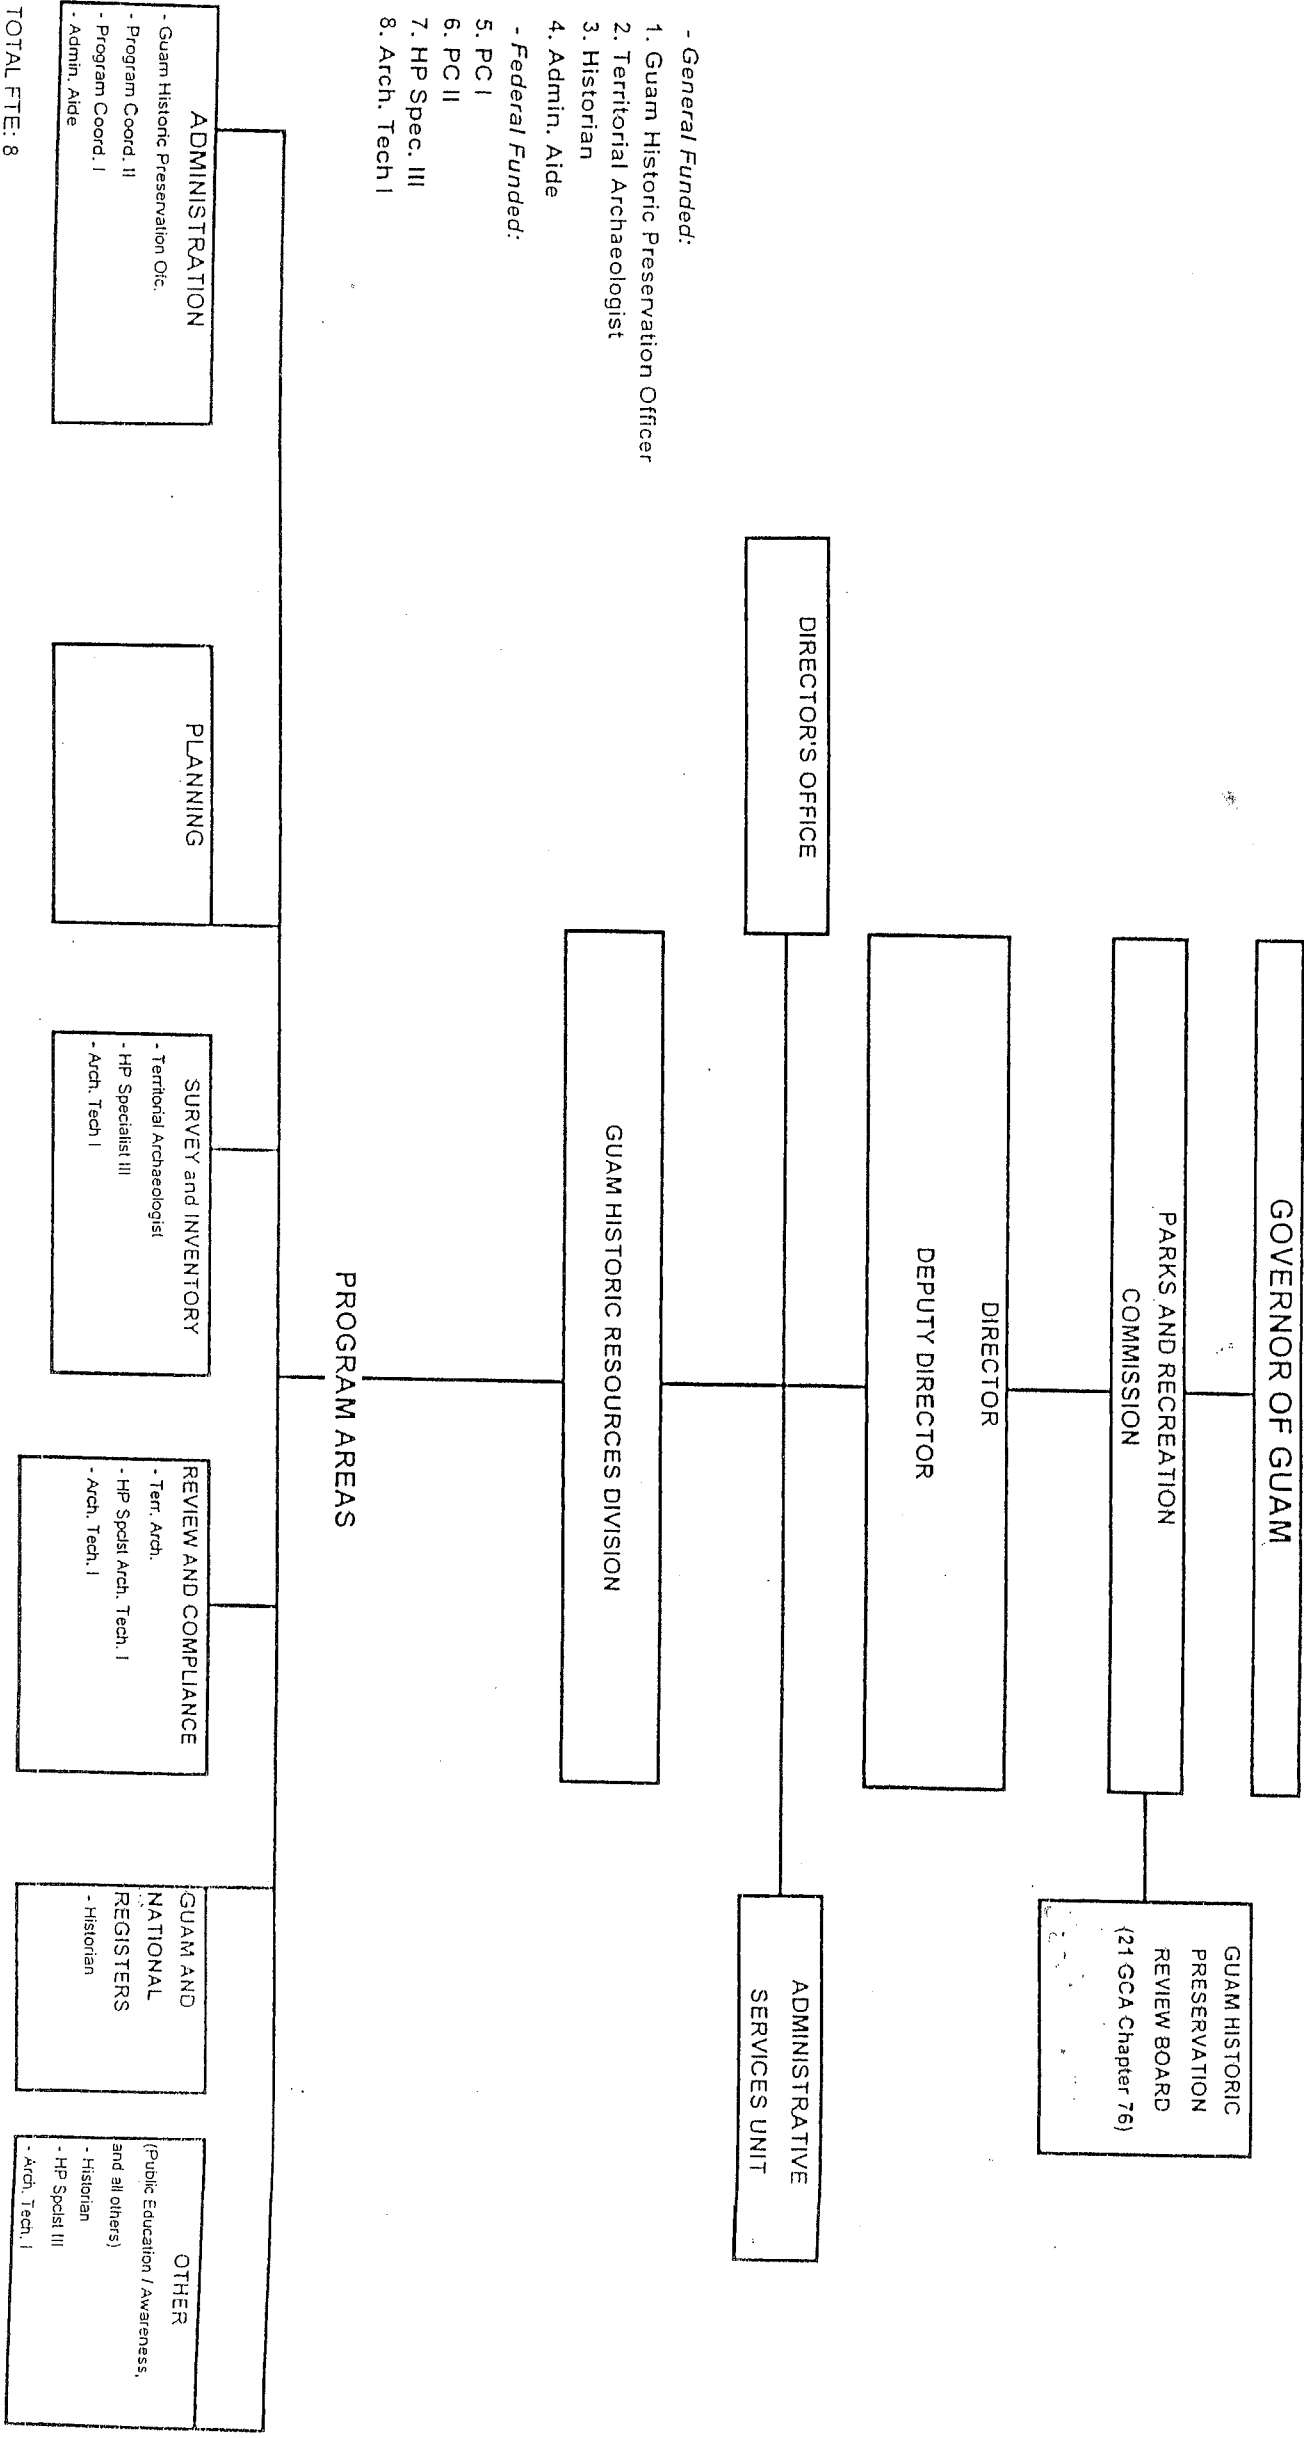 GOVERNOR OF GUAM
PARKS AND RECREATION
COMMISSION
GUAM HISTORIC
PRESERVATION
REVIEW BOARD
(21 GCA Chapter 76)
DIRECTOR
DEPUTY DIRECTOR
DIRECTOR'S OFFICE
ADMINISTRATIVE
SERVICES UNIT
- General Funded:
1. Guam Historic Preservation Officer
2. Territorial Archaeologist
3. Historian
4. Admin. Aide
- Federal Funded:
5. PC I
6. PC II
7. HP Spec. III
8. Arch. Tech I
GUAM HISTORIC RESOURCES DIVISION
PROGRAM AREAS
ADMINISTRATION
- Guam Historic Preservation Ofc.
- Program Coord. II
- Program Coord. I
- Admin. Aide
PLANNING
SURVEY and INVENTORY
- Territorial Archaeologist
- HP Specialist III
- Arch. Tech I
REVIEW AND COMPLIANCE
- Terr. Arch.
- HP Spclst Arch. Tech. I
- Arch. Tech. I
GUAM AND
NATIONAL
REGISTERS
- Historian
OTHER
(Public Education / Awareness,
and all others)
- Historian
- HP Spclst III
- Arch. Tech. I
TOTAL FTE: 8